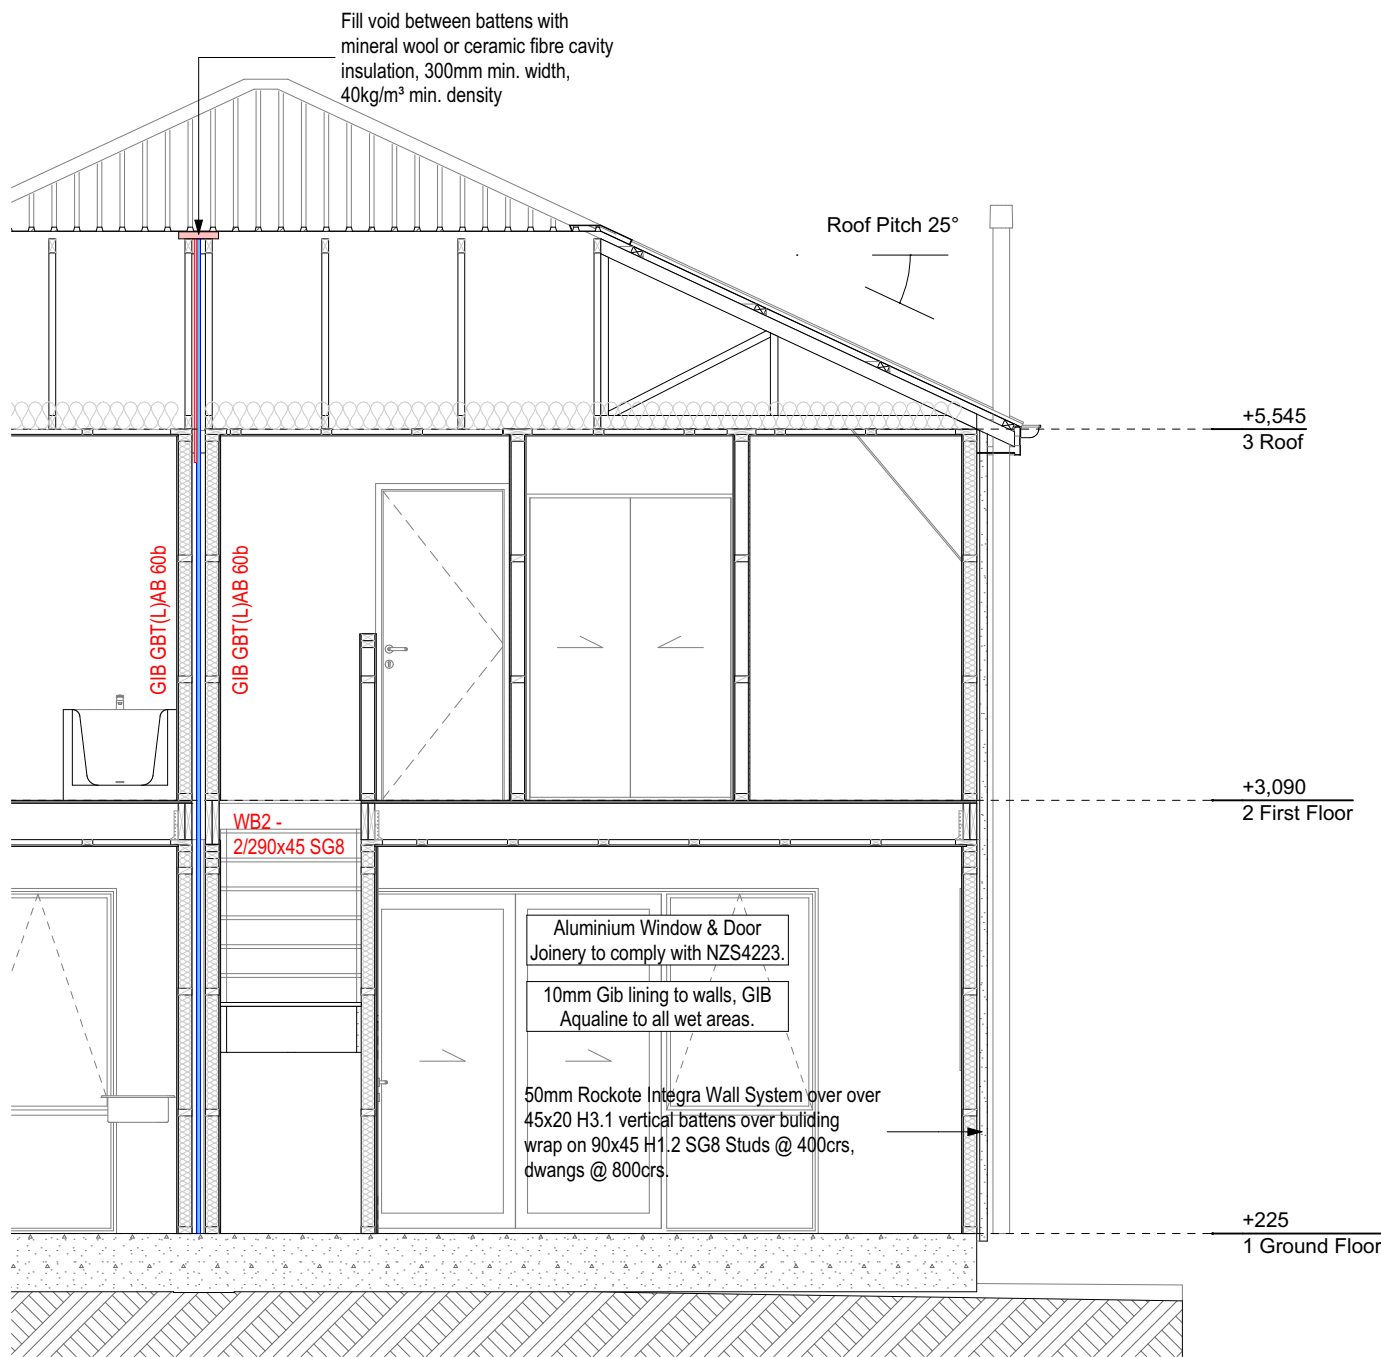 Fill void between battens with
mineral wool or ceramic fibre cavity
insulation, 300mm min. width,
40kg/m³ min. density
Roof Pitch 25°
+5,545
3 Roof
GIB GBT(L)AB 60b
GIB GBT(L)AB 60b
+3,090
2 First Floor
WB2 -
2/290x45 SG8
Aluminium Window & Door
Joinery to comply with NZS4223.
10mm Gib lining to walls, GIB
Aqualine to all wet areas.
50mm Rockote Integra Wall System over over
45x20 H3.1 vertical battens over buliding
wrap on 90x45 H1.2 SG8 Studs @ 400crs,
dwangs @ 800crs.
+225
1 Ground Floor